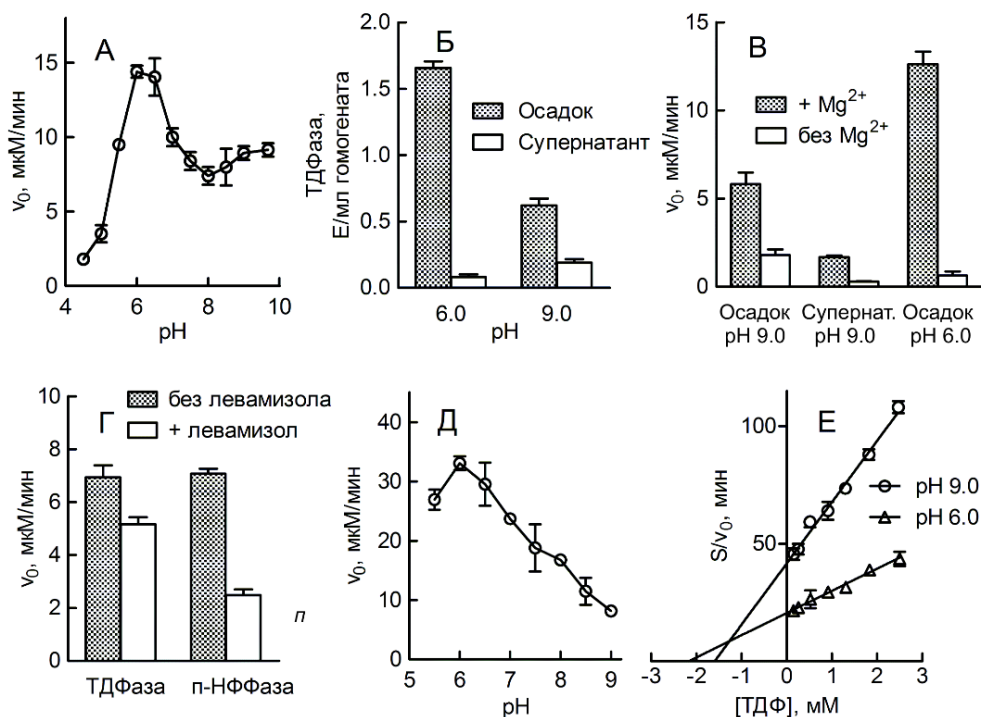 А
v₀, мкМ/мин
15
10
5
0
4
6
8
10
pH
Б
ТДФаза,
Е/мл гомогената
2.0
1.5
1.0
0.5
0.0
Осадок
Супернатант
6.0
9.0
pH
В
v₀, мкМ/мин
15
10
5
0
+ Mg²⁺
без Mg²⁺
Осадок
pH 9.0
Супернат.
pH 9.0
Осадок
pH 6.0
Г
v₀, мкМ/мин
10
8
6
4
2
0
без левамизола
+ левамизол
ТДФаза
п-НФФаза
п
Д
v₀, мкМ/мин
40
30
20
10
0
5
6
7
8
9
pH
Е
S/v₀, мин
100
50
pH 9.0
pH 6.0
-3
-2
-1
0
1
2
3
[ТДФ], мМ